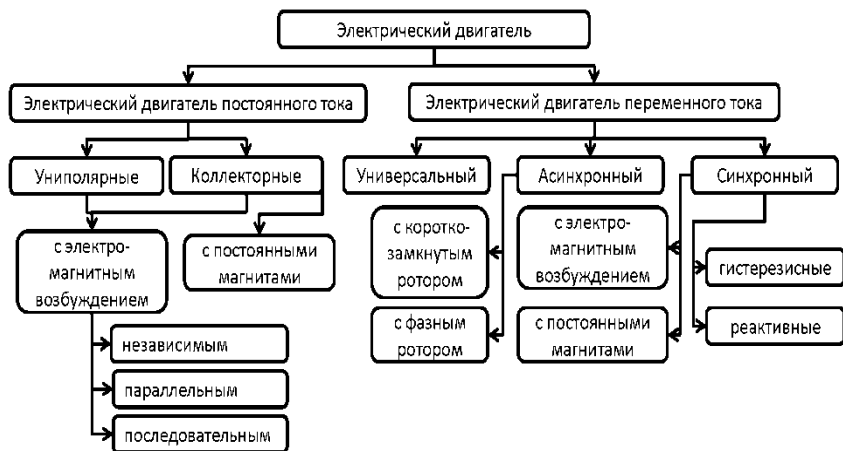 Электрический двигатель
Электрический двигатель постоянного тока
Электрический двигатель переменного тока
Униполярные
Коллекторные
Универсальный
Асинхронный
Синхронный
с электро-
магнитным
возбуждением
с постоянными
магнитами
с коротко-
замкнутым
ротором
с электро-
магнитным
возбуждением
гистерезисные
с фазным
ротором
с постоянными
магнитами
реактивные
независимым
параллельным
последовательным